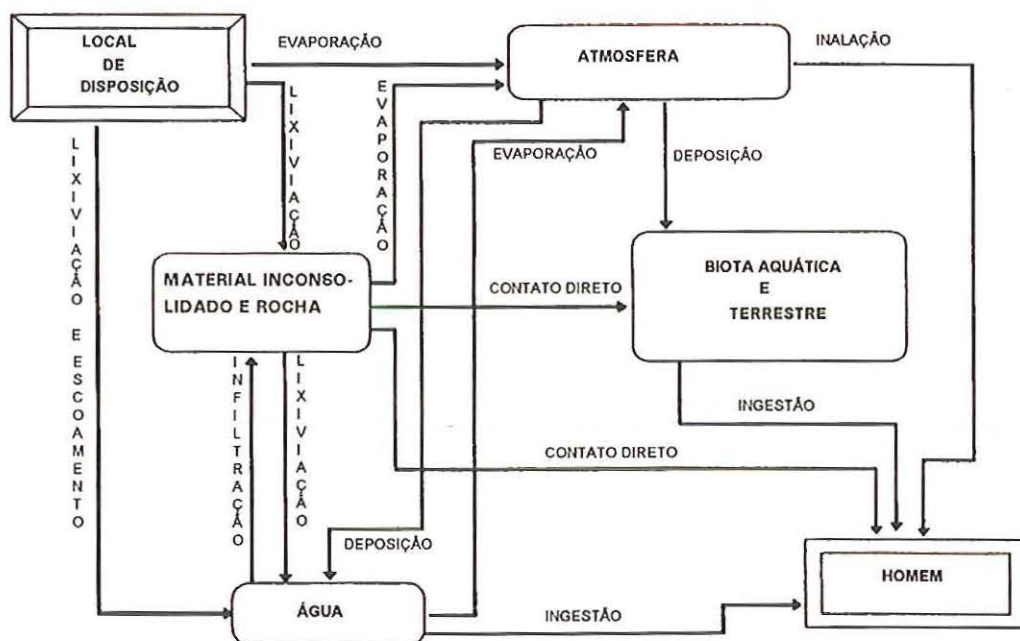 LOCAL
DE
DISPOSIÇÃO
EVAPORAÇÃO
ATMOSFERA
INALAÇÃO
LIXIVIAÇÃO
EVAPORAÇÃO
LIXIVIAÇÃO E ESCOAMENTO
EVAPORAÇÃO
DEPOSIÇÃO
MATERIAL INCONSO-
LIDADO E ROCHA
CONTATO DIRETO
BIOTA AQUÁTICA
E
TERRESTRE
INFILTRAÇÃO
LIXIVIAÇÃO
INGESTÃO
CONTATO DIRETO
DEPOSIÇÃO
ÁGUA
INGESTÃO
HOMEM